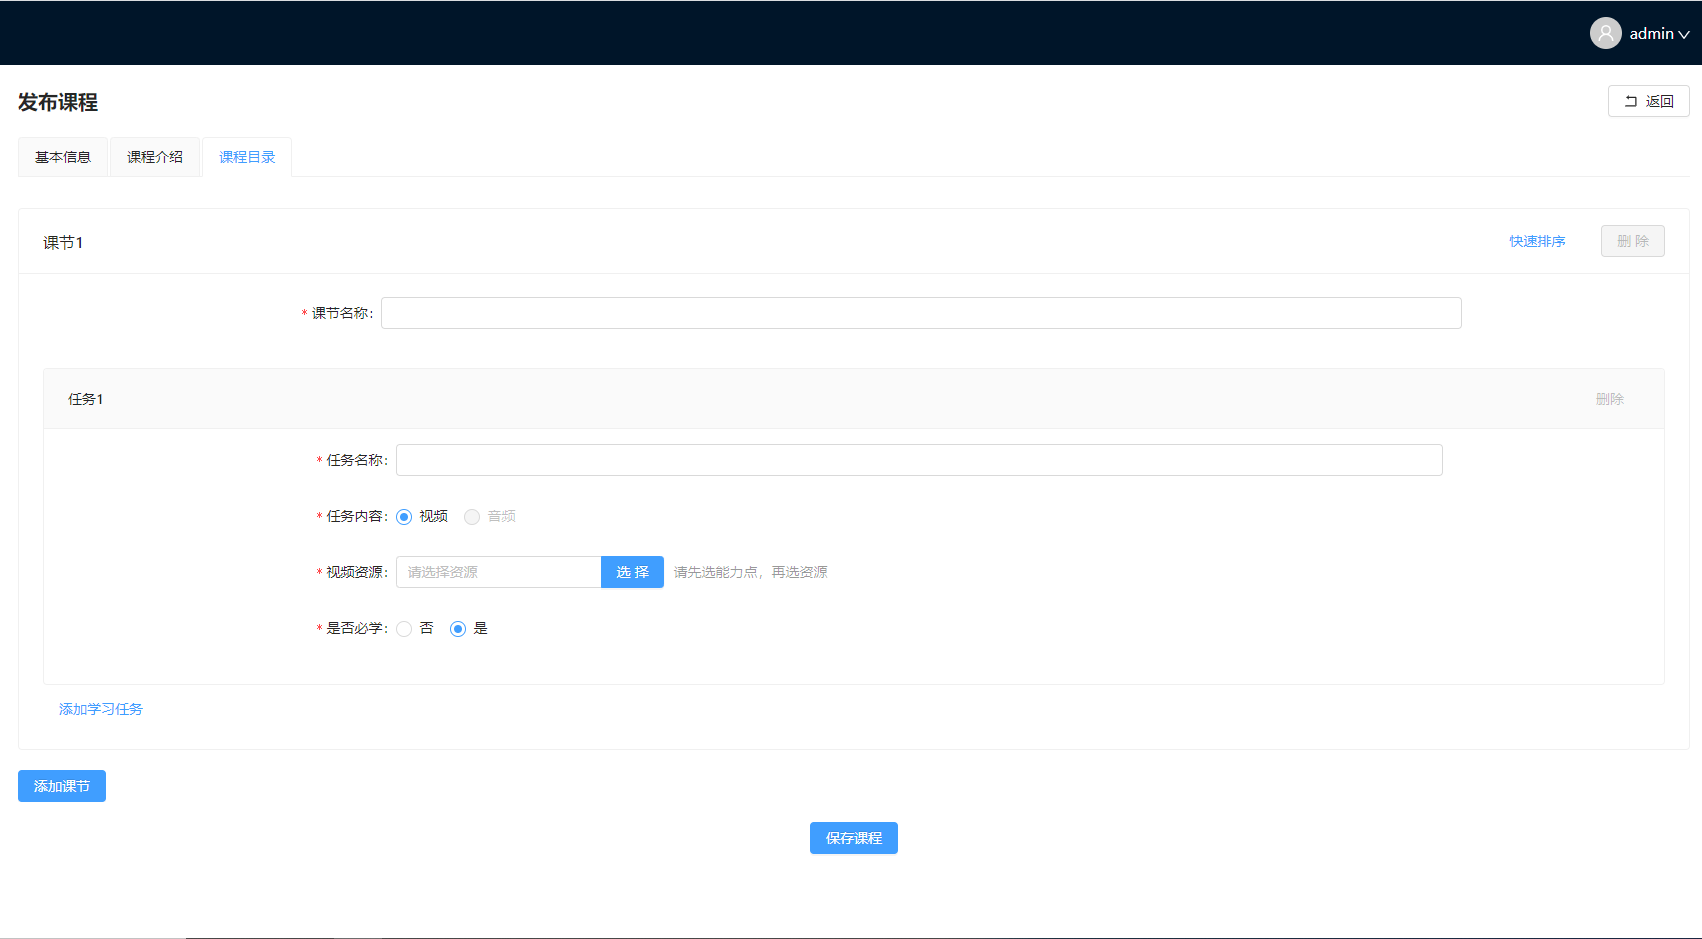 admin
发布课程
返回
基本信息 课程介绍 课程目录
课节1 快速排序 删 除
* 课节名称:
任务1 删除
* 任务名称:
* 任务内容: 视频 音频
* 视频资源: 请选择资源 选 择 请先选能力点，再选资源
* 是否必学: 否 是
添加学习任务
添加课节
保存课程